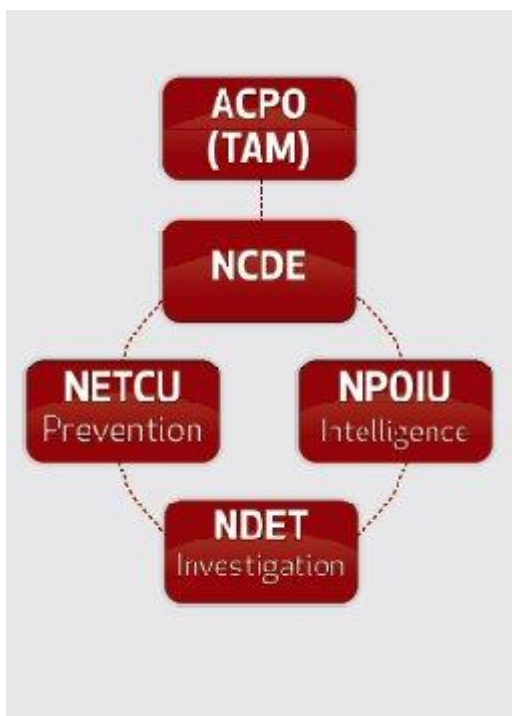 ACPO
(TAM)
NCDE
NETCU
Prevention
NPOIU
Intelligence
NDET
Investigation